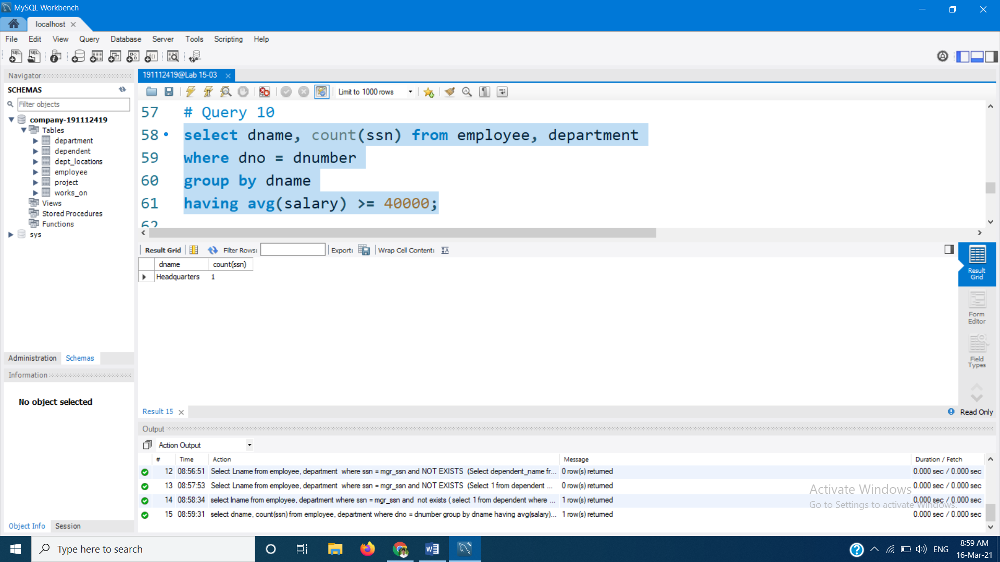 MySQL Workbench
localhost
File Edit View Query Database Server Tools Scripting Help
Navigator
SCHEMAS
Filter objects
company-191112419
Tables
department
dependent
dept_locations
employee
project
works_on
Views
Stored Procedures
Functions
sys
Administration Schemas
Information
No object selected
Object Info Session
191112419@Lab 15-03
Limit to 1000 rows
57 # Query 10
58 select dname, count(ssn) from employee, department
59 where dno = dnumber
60 group by dname
61 having avg(salary) >= 40000;
62
Result Grid Filter Rows: Export: Wrap Cell Content:
dname count(ssn)
Headquarters 1
Result Grid
Form Editor
Field Types
Result 15
Read Only
Output
Action Output
# Time Action Message Duration / Fetch
12 08:56:51 Select Lname from employee, department where ssn = mgr_ssn and NOT EXISTS (Select dependent_name fr... 0 row(s) returned 0.000 sec / 0.000 sec
13 08:57:53 Select Lname from employee, department where ssn = mgr_ssn and NOT EXISTS (Select 1 from dependent ... 0 row(s) returned 0.000 sec / 0.000 sec
14 08:58:34 select lname from employee, department where ssn = mgr_ssn and not exists ( select 1 from dependent where ... 1 row(s) returned 0.000 sec / 0.000 sec
15 08:59:31 select dname, count(ssn) from employee, department where dno = dnumber group by dname having avg(salary)... 1 row(s) returned 0.000 sec / 0.000 sec
Activate Windows
Go to Settings to activate Windows.
Type here to search
ENG
8:59 AM
16-Mar-21